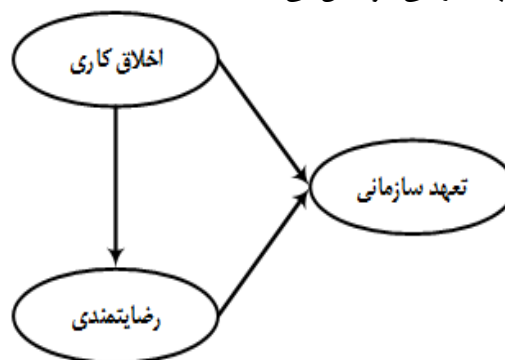 اخلاق کاری
تعهد سازمانی
رضایتمندی